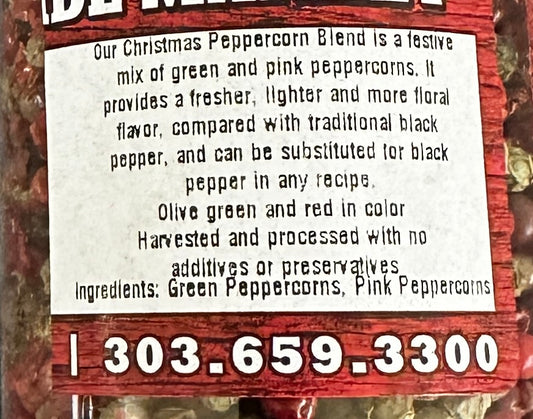 Our Christmas Peppercorn Blend is a festive
mix of green and pink peppercorns. It
provides a fresher, lighter and more floral
flavor, compared with traditional black
pepper, and can be substituted for black
pepper in any recipe.
Olive green and red in color
Harvested and processed with no
additives or preservatives
Ingredients: Green Peppercorns, Pink Peppercorns
| 303.659.3300